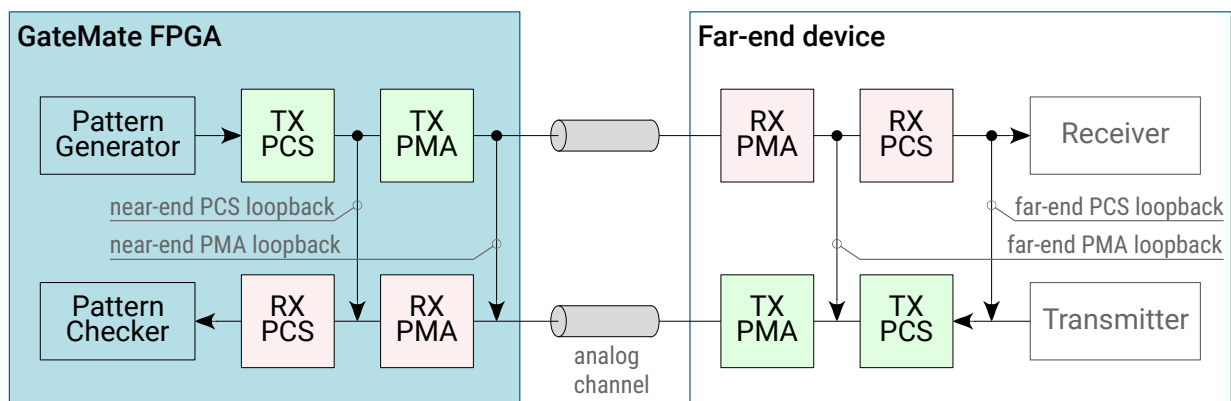 GateMate FPGA
Far-end device
Pattern
Generator
TX
PCS
TX
PMA
RX
PMA
RX
PCS
Receiver
near-end PCS loopback
near-end PMA loopback
far-end PCS loopback
far-end PMA loopback
Pattern
Checker
RX
PCS
RX
PMA
TX
PMA
TX
PCS
Transmitter
analog
channel